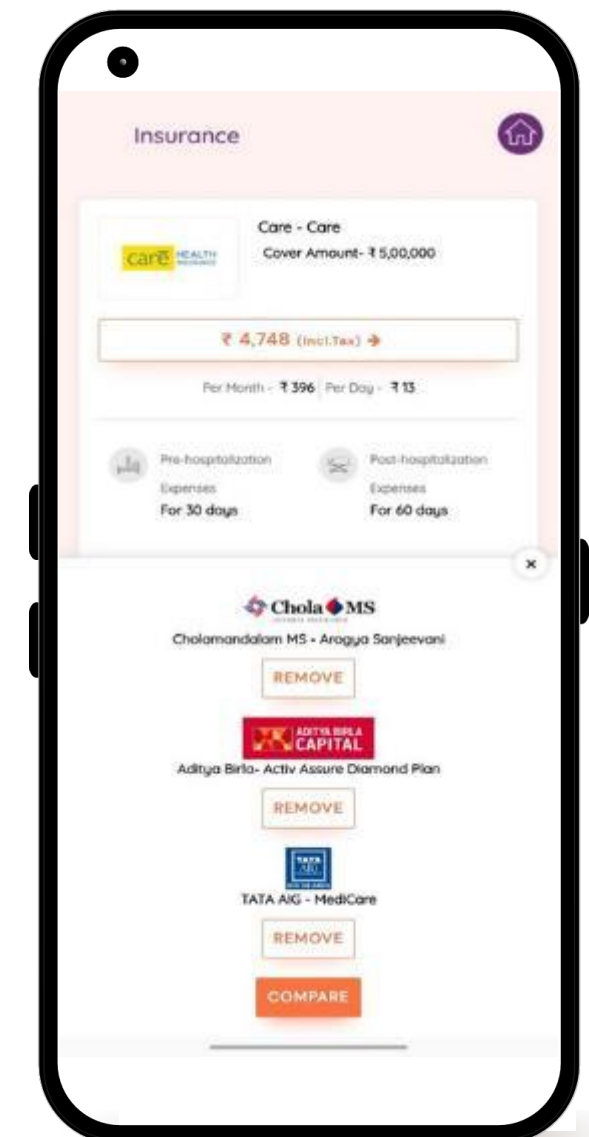 Insurance
Care - Care
Cover Amount- ₹ 5,00,000
care HEALTH INSURANCE
₹ 4,748 (Incl.Tax) →
Per Month - ₹ 396 Per Day - ₹ 13
Pre-hospitalization
Expenses
For 30 days
Post-hospitalization
Expenses
For 60 days
×
Chola MS
Cholamandalam MS - Arogya Sanjeevani
REMOVE
ADITYA BIRLA
CAPITAL
Aditya Birla- Activ Assure Diamond Plan
REMOVE
TATA
AIG
TATA AIG - MediCare
REMOVE
COMPARE